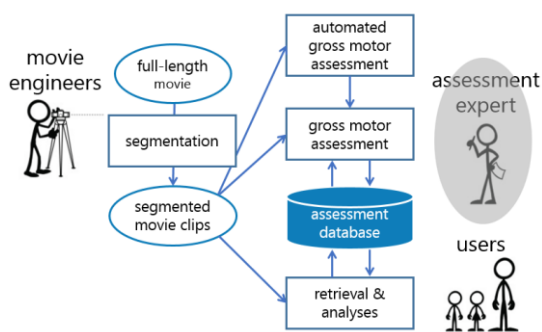 movie
engineers
full-length
movie
segmentation
segmented
movie clips
automated
gross motor
assessment
gross motor
assessment
assessment
database
retrieval &
analyses
assessment
expert
users